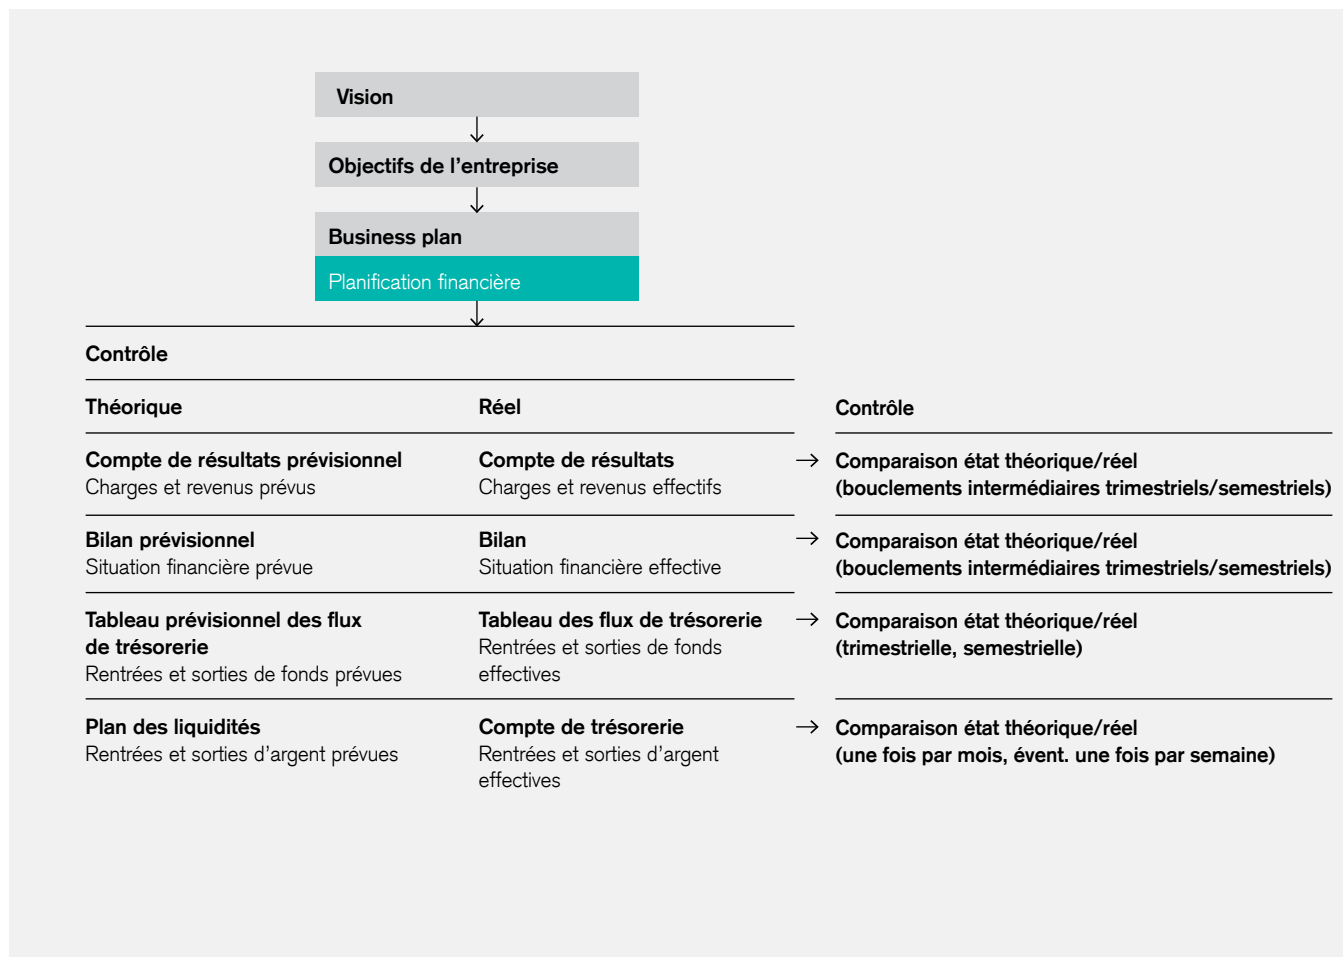 Vision
Objectifs de l’entreprise
Business plan
Planification financière
Contrôle
Théorique
Réel
Contrôle
Compte de résultats prévisionnel
Charges et revenus prévus
Compte de résultats
Charges et revenus effectifs
→ Comparaison état théorique/réel
(bouclements intermédiaires trimestriels/semestriels)
Bilan prévisionnel
Situation financière prévue
Bilan
Situation financière effective
→ Comparaison état théorique/réel
(bouclements intermédiaires trimestriels/semestriels)
Tableau prévisionnel des flux
de trésorerie
Rentrées et sorties de fonds prévues
Tableau des flux de trésorerie
Rentrées et sorties de fonds
effectives
→ Comparaison état théorique/réel
(trimestrielle, semestrielle)
Plan des liquidités
Rentrées et sorties d’argent prévues
Compte de trésorerie
Rentrées et sorties d’argent
effectives
→ Comparaison état théorique/réel
(une fois par mois, évent. une fois par semaine)